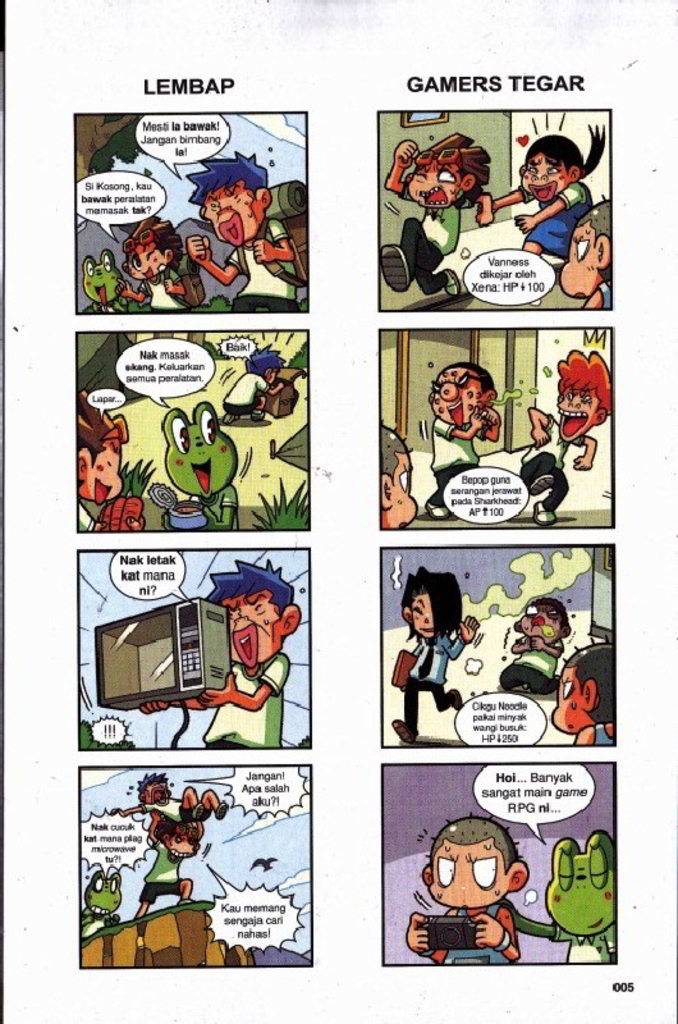 LEMBAP
Mesti la bawak!
Jangan bimbang
la!
Si Kosong, kau
bawak peralatan
memasak tak?
Nak masak
sikang. Keluarkan
semua peralatan.
Baik!
Lapar...
Nak letak
kat mana
ni?
!!!
Jangan!
Apa salah
aku?!
Nak cucuk
kat mana plag
microwave
tu?!
Kau memang
sengaja cari
nahas!
GAMERS TEGAR
Vanness
dikejar oleh
Xena: HP↓100
Bepop guna
serangan jerawat
pada Sharkhead:
AP⇑100
Cikgu Noodle
pakai minyak
wangi busuk:
HP↓250!
Hoi... Banyak
sangat main game
RPG ni...
005